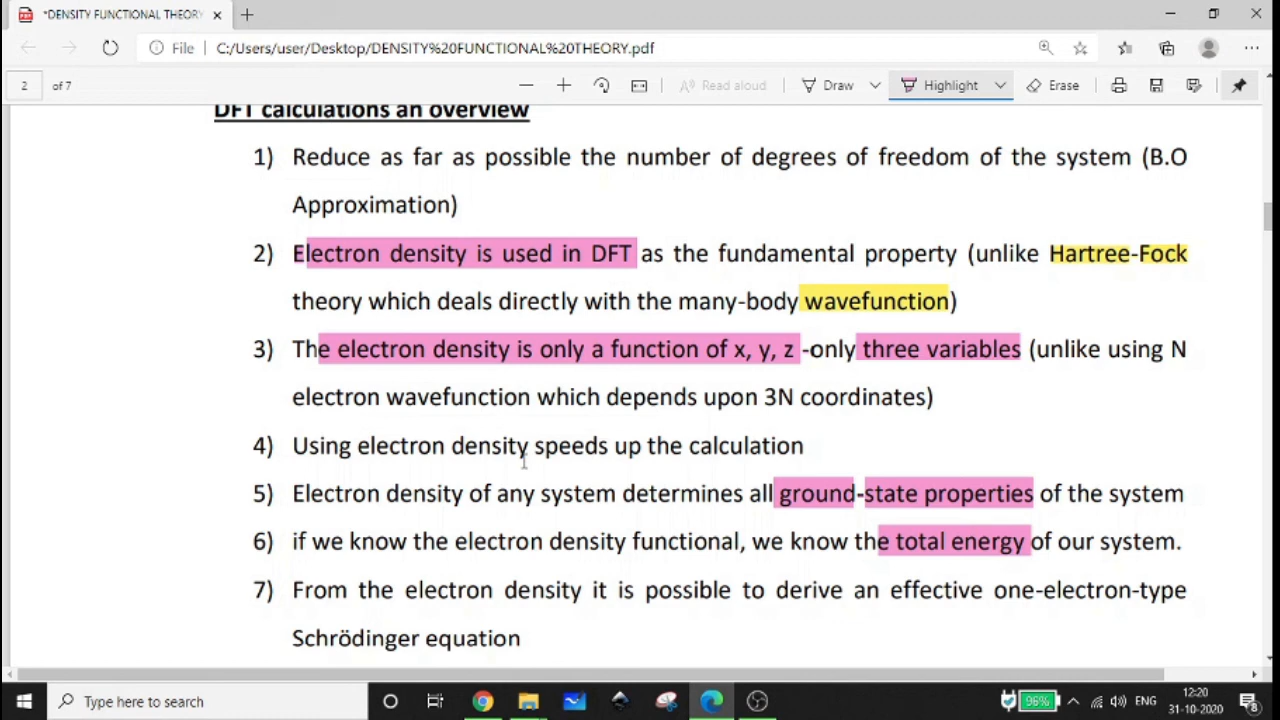 *DENSITY FUNCTIONAL THEORY
File C:/Users/user/Desktop/DENSITY%20FUNCTIONAL%20THEORY.pdf
2 of 7 Read aloud Draw Highlight Erase
DFT calculations an overview
1) Reduce as far as possible the number of degrees of freedom of the system (B.O
Approximation)
2) Electron density is used in DFT as the fundamental property (unlike Hartree-Fock
theory which deals directly with the many-body wavefunction)
3) The electron density is only a function of x, y, z -only three variables (unlike using N
electron wavefunction which depends upon 3N coordinates)
4) Using electron density speeds up the calculation
5) Electron density of any system determines all ground-state properties of the system
6) if we know the electron density functional, we know the total energy of our system.
7) From the electron density it is possible to derive an effective one-electron-type
Schrödinger equation
Type here to search 96% ENG 12:20
31-10-2020 8